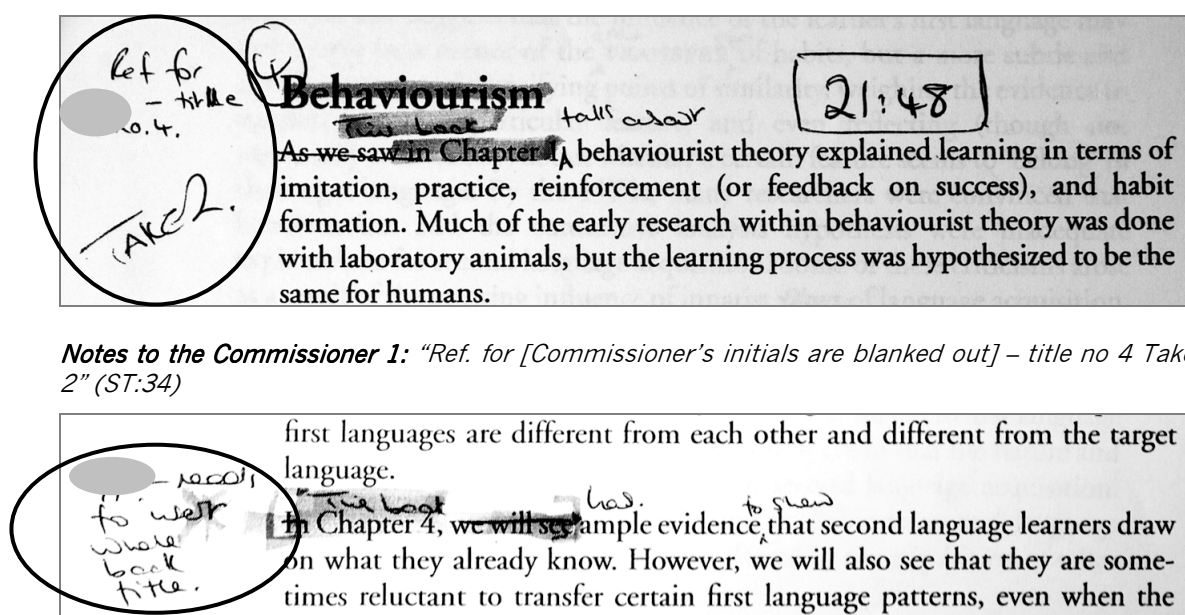 Ref for
- title
no. 4.
TAKE 2.
4
Behaviourism
21:48
This book talks about
As we saw in Chapter 1, behaviourist theory explained learning in terms of
imitation, practice, reinforcement (or feedback on success), and habit
formation. Much of the early research within behaviourist theory was done
with laboratory animals, but the learning process was hypothesized to be the
same for humans.
Notes to the Commissioner 1: “Ref. for [Commissioner’s initials are blanked out] – title no 4 Take
2” (ST:34)
first languages are different from each other and different from the target
language.
- needs
to
whole
book
title.
The book has. to show
In Chapter 4, we will see ample evidence that second language learners draw
on what they already know. However, we will also see that they are some-
times reluctant to transfer certain first language patterns, even when the